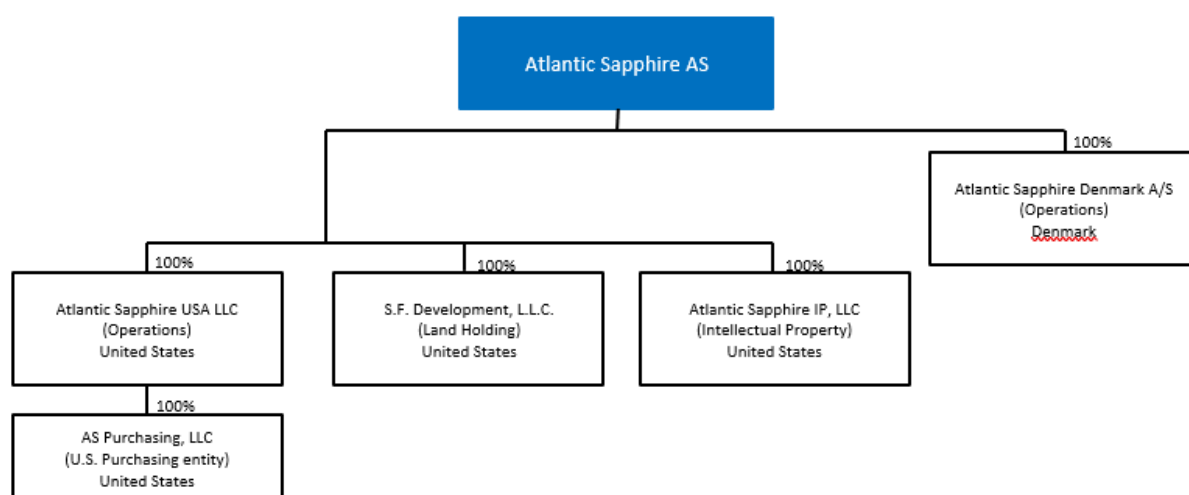 Atlantic Sapphire AS
100%
Atlantic Sapphire Denmark A/S
(Operations)
Denmark
100%
Atlantic Sapphire USA LLC
(Operations)
United States
100%
S.F. Development, L.L.C.
(Land Holding)
United States
100%
Atlantic Sapphire IP, LLC
(Intellectual Property)
United States
100%
AS Purchasing, LLC
(U.S. Purchasing entity)
United States